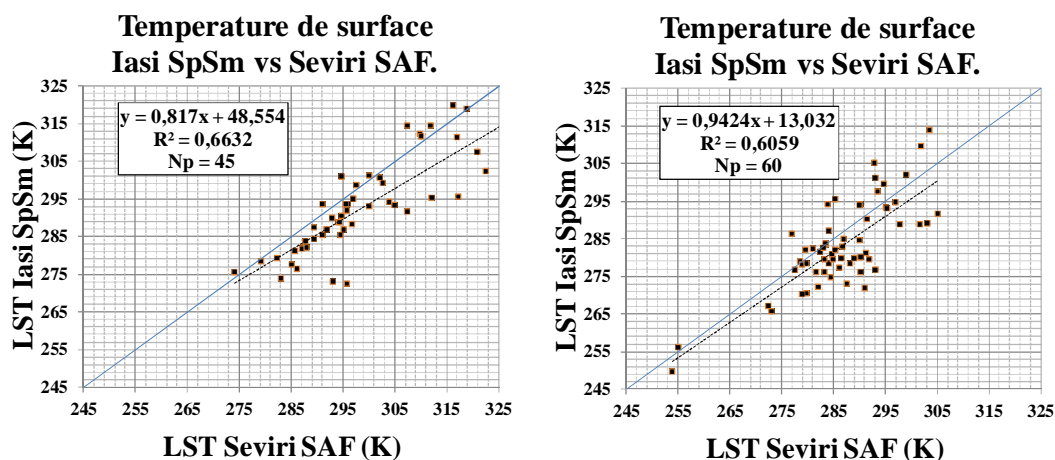 Temperature de surface
Iasi SpSm vs Seviri SAF.
LST Iasi SpSm (K)
325
315
305
295
285
275
265
255
245
y = 0,817x + 48,554
R² = 0,6632
Np = 45
245 255 265 275 285 295 305 315 325
LST Seviri SAF (K)
Temperature de surface
Iasi SpSm vs Seviri SAF.
LST Iasi SpSm (K)
325
315
305
295
285
275
265
255
245
y = 0,9424x + 13,032
R² = 0,6059
Np = 60
245 255 265 275 285 295 305 315 325
LST Seviri SAF (K)